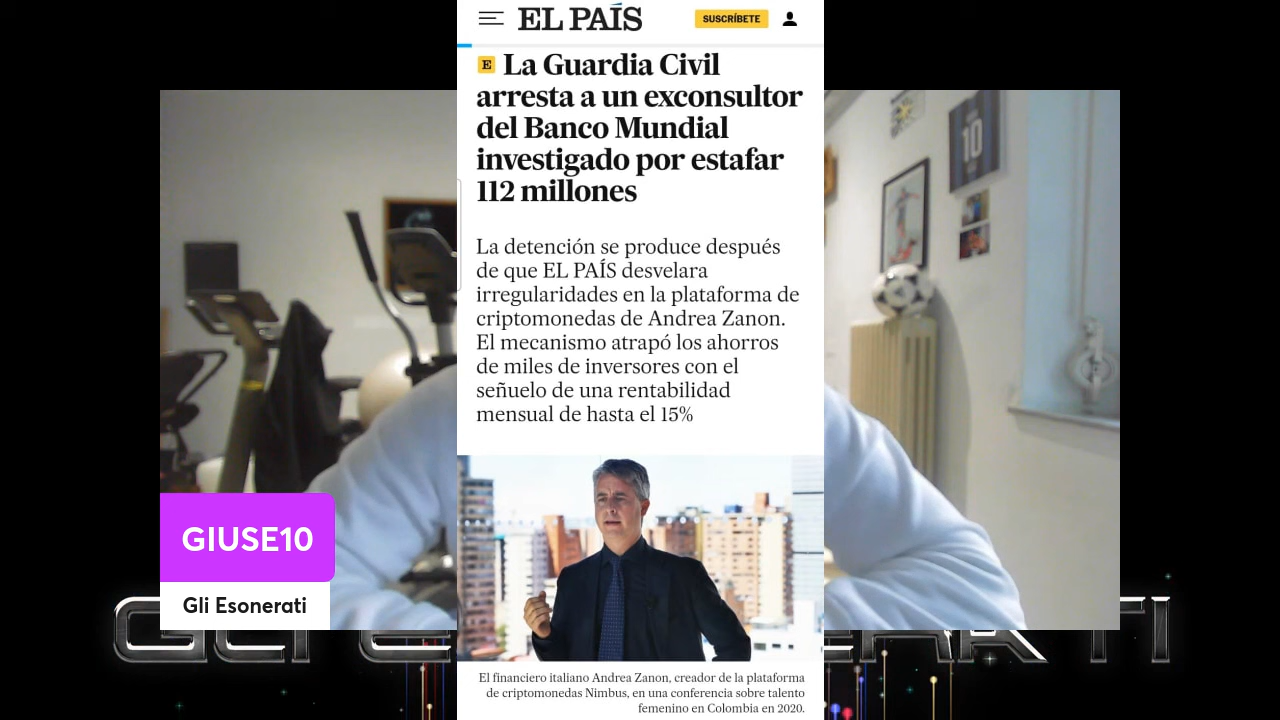 EL PAÍS
SUSCRÍBETE
E La Guardia Civil
arresta a un exconsultor
del Banco Mundial
investigado por estafar
112 millones
La detención se produce después
de que EL PAÍS desvelara
irregularidades en la plataforma de
criptomonedas de Andrea Zanon.
El mecanismo atrapó los ahorros
de miles de inversores con el
señuelo de una rentabilidad
mensual de hasta el 15%
El financiero italiano Andrea Zanon, creador de la plataforma
de criptomonedas Nimbus, en una conferencia sobre talento
femenino en Colombia en 2020.
10
GIUSE10
Gli Esonerati